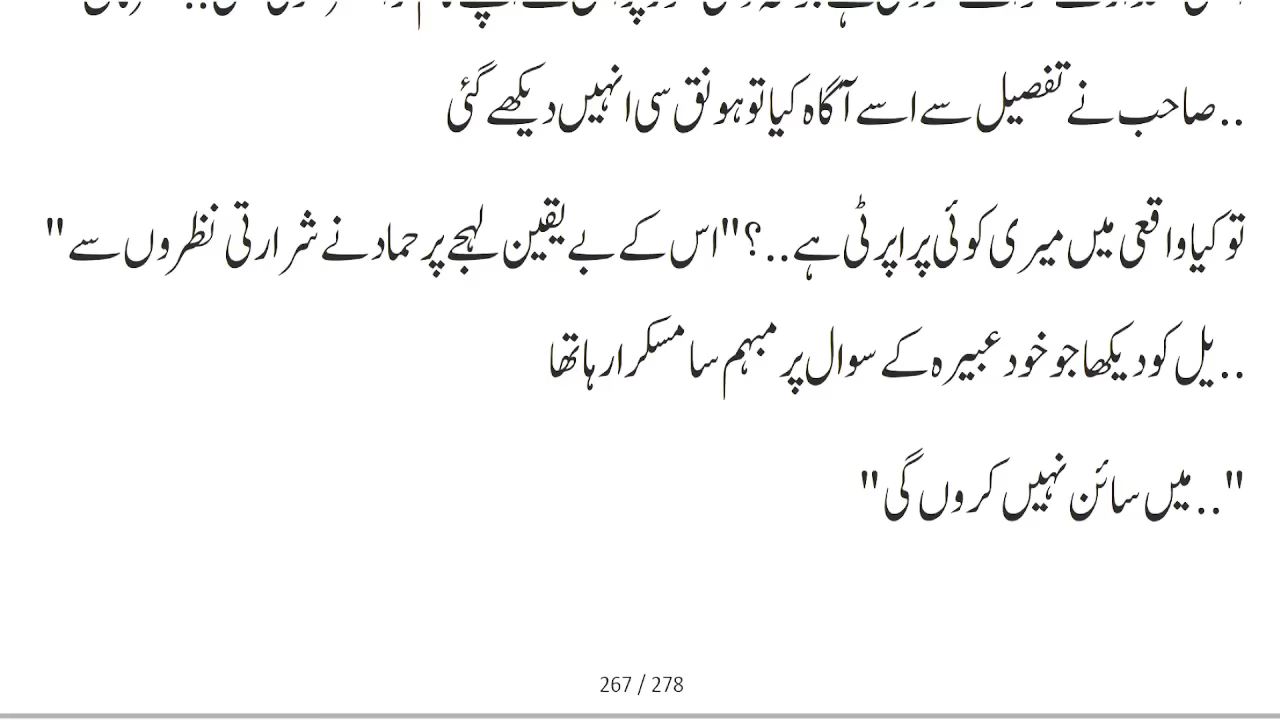 ..صاحب نے تفصیل سے اسے آگاہ کیا تو ہونق سی انہیں دیکھے گئی
تو کیا واقعی میں میری کوئی پراپرٹی ہے..؟"اس کے بے یقین لہجے پر حماد نے شرارتی نظروں سے "
..یل کو دیکھا جو خود عبیرہ کے سوال پر مبہم سا مسکرا رہا تھا
"..میں سائن نہیں کروں گی"
267 / 278